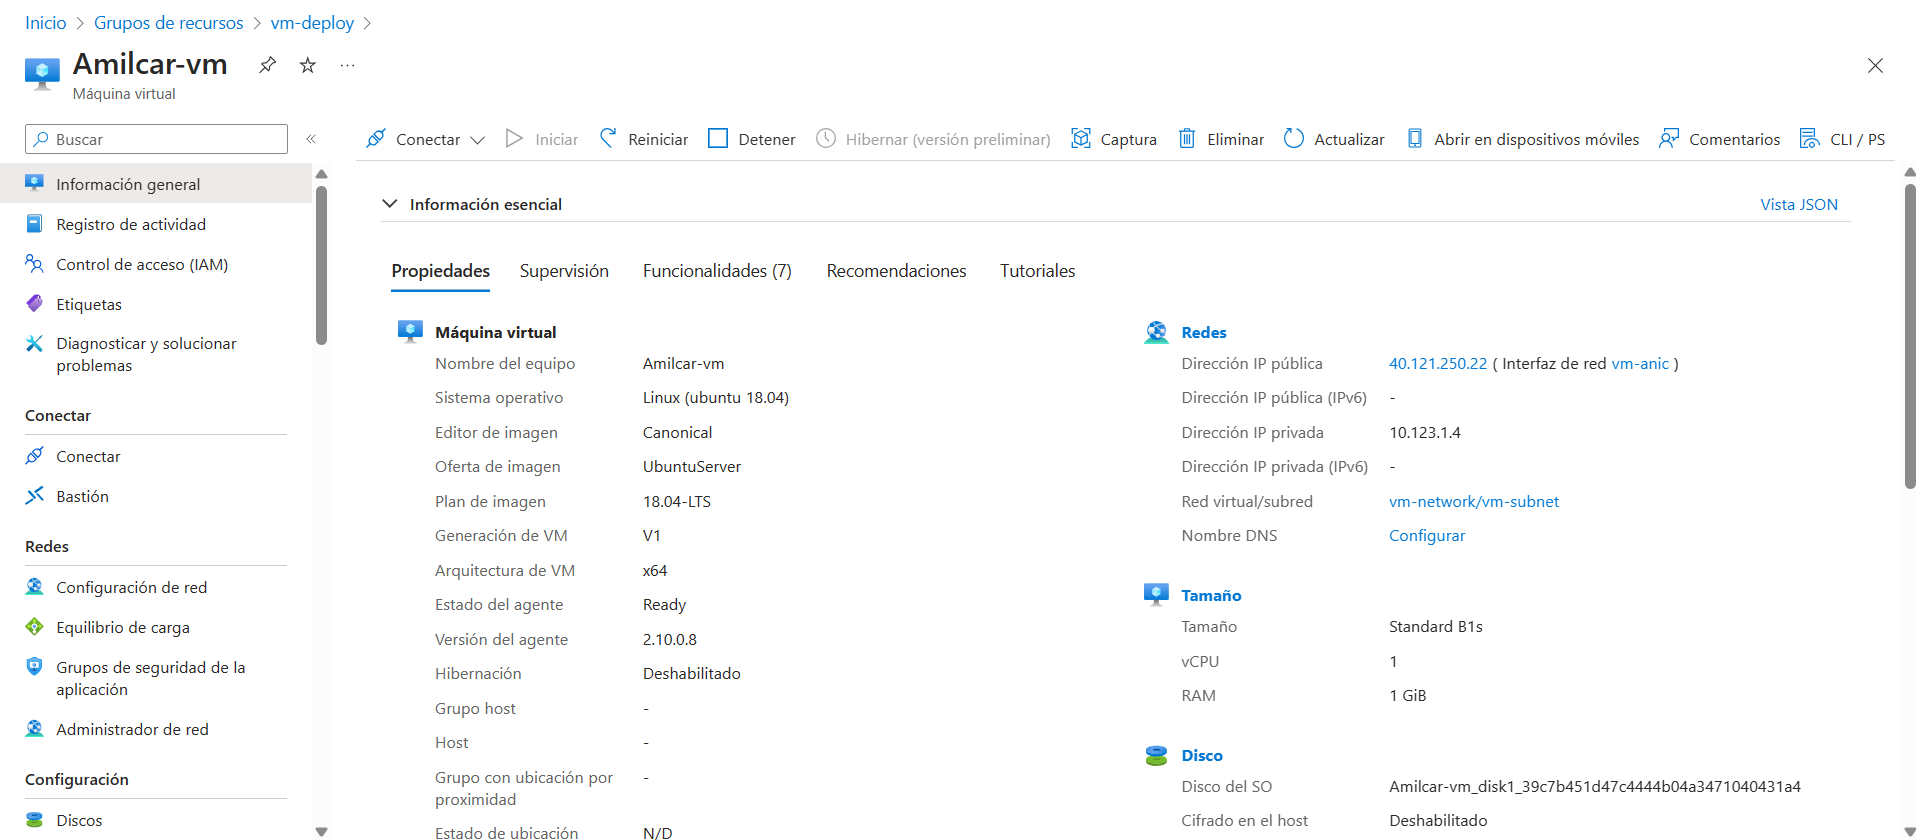 Inicio > Grupos de recursos > vm-deploy >
Amilcar-vm
Máquina virtual
Buscar
Información general
Registro de actividad
Control de acceso (IAM)
Etiquetas
Diagnosticar y solucionar
problemas
Conectar
Conectar
Bastión
Redes
Configuración de red
Equilibrio de carga
Grupos de seguridad de la
aplicación
Administrador de red
Configuración
Discos
Conectar Iniciar Reiniciar Detener Hibernar (versión preliminar) Captura Eliminar Actualizar Abrir en dispositivos móviles Comentarios CLI / PS
Información esencial Vista JSON
Propiedades Supervisión Funcionalidades (7) Recomendaciones Tutoriales
Máquina virtual
Nombre del equipo Amilcar-vm
Sistema operativo Linux (ubuntu 18.04)
Editor de imagen Canonical
Oferta de imagen UbuntuServer
Plan de imagen 18.04-LTS
Generación de VM V1
Arquitectura de VM x64
Estado del agente Ready
Versión del agente 2.10.0.8
Hibernación Deshabilitado
Grupo host -
Host -
Grupo con ubicación por -
proximidad
Estado de ubicación N/D
Redes
Dirección IP pública 40.121.250.22 ( Interfaz de red vm-anic )
Dirección IP pública (IPv6) -
Dirección IP privada 10.123.1.4
Dirección IP privada (IPv6) -
Red virtual/subred vm-network/vm-subnet
Nombre DNS Configurar
Tamaño
Tamaño Standard B1s
vCPU 1
RAM 1 GiB
Disco
Disco del SO Amilcar-vm_disk1_39c7b451d47c4444b04a3471040431a4
Cifrado en el host Deshabilitado